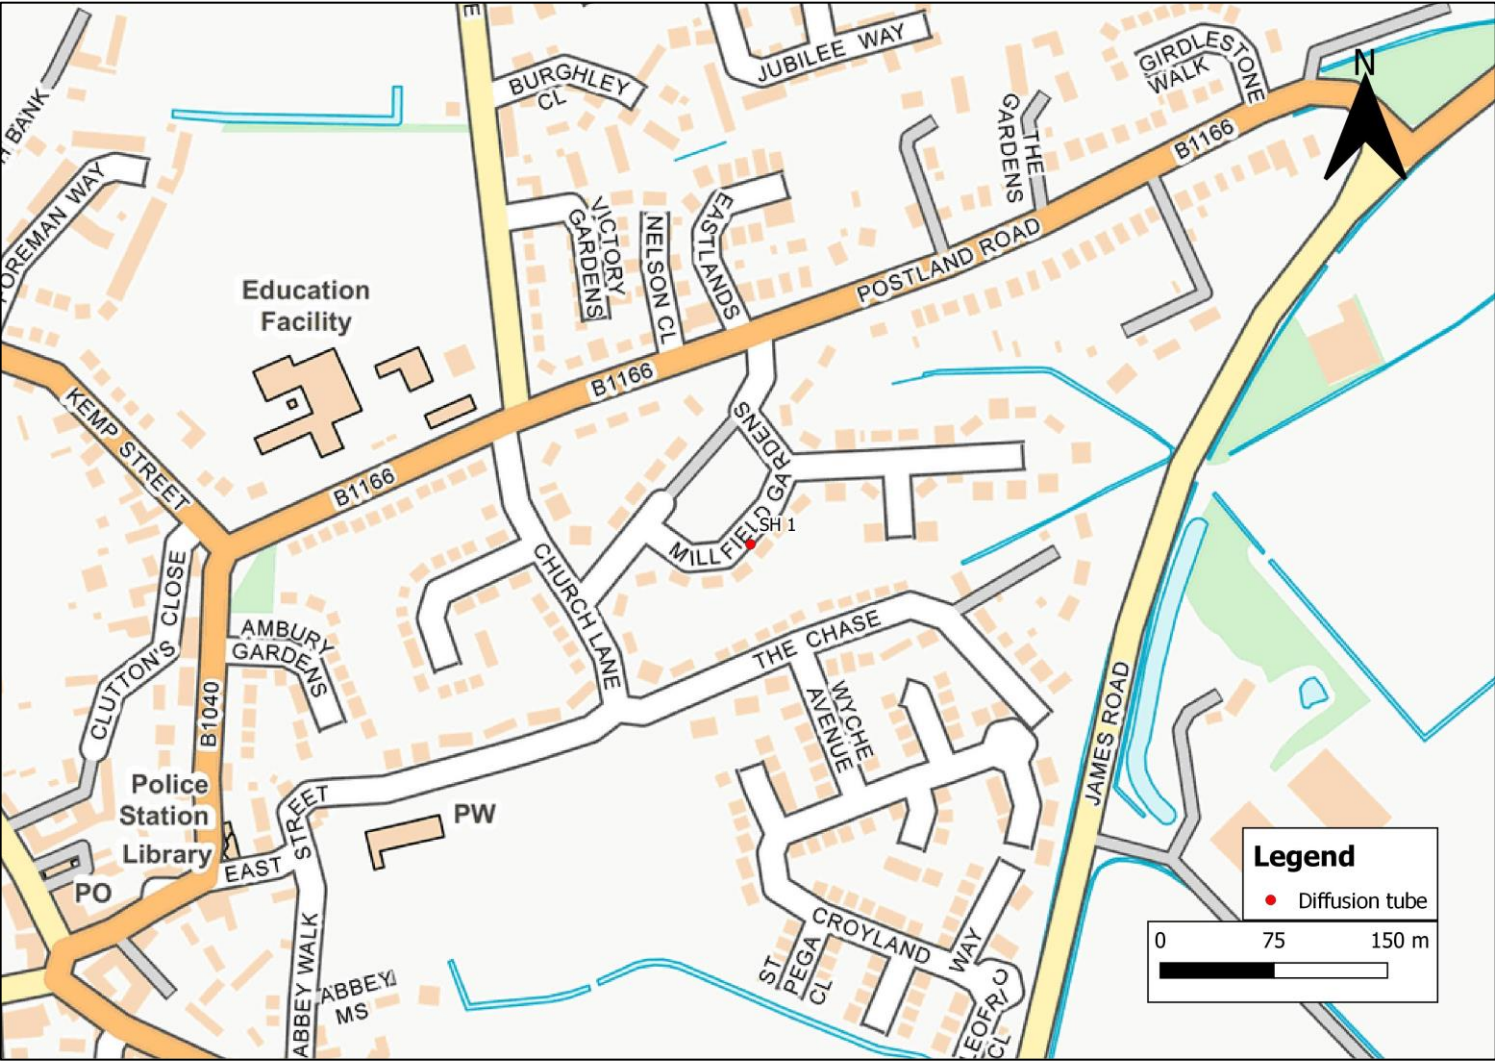 E
JUBILEE WAY
BURGHLEY
CL
GIRDLESTONE
WALK
N
BANK
THE
GARDENS
B1166
FOREMAN WAY
VICTORY
GARDENS
NELSON CL
EASTLANDS
POSTLAND ROAD
Education
Facility
B1166
KEMP STREET
B1166
MILLFIELD GARDENS
SH 1
CHURCH LANE
CLUTTON'S CLOSE
AMBURY
GARDENS
THE CHASE
B1040
WYCHE
AVENUE
JAMES ROAD
Police
Station
Library
PO
EAST STREET
PW
ABBEY WALK
ABBEY
MS
CROYLAND WAY
ST
PEGA
CL
LEOFRIC
CL
Legend
Diffusion tube
0 75 150 m